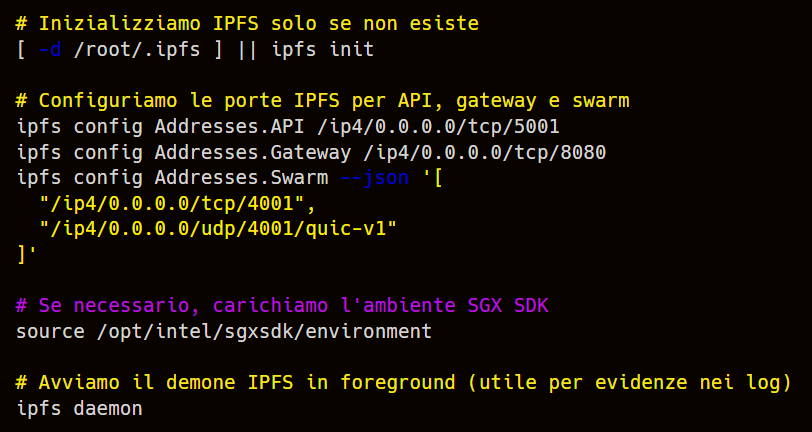 # Inizializziamo IPFS solo se non esiste
[ -d /root/.ipfs ] || ipfs init
# Configuriamo le porte IPFS per API, gateway e swarm
ipfs config Addresses.API /ip4/0.0.0.0/tcp/5001
ipfs config Addresses.Gateway /ip4/0.0.0.0/tcp/8080
ipfs config Addresses.Swarm --json '[
  "/ip4/0.0.0.0/tcp/4001",
  "/ip4/0.0.0.0/udp/4001/quic-v1"
]'
# Se necessario, carichiamo l'ambiente SGX SDK
source /opt/intel/sgxsdk/environment
# Avviamo il demone IPFS in foreground (utile per evidenze nei log)
ipfs daemon